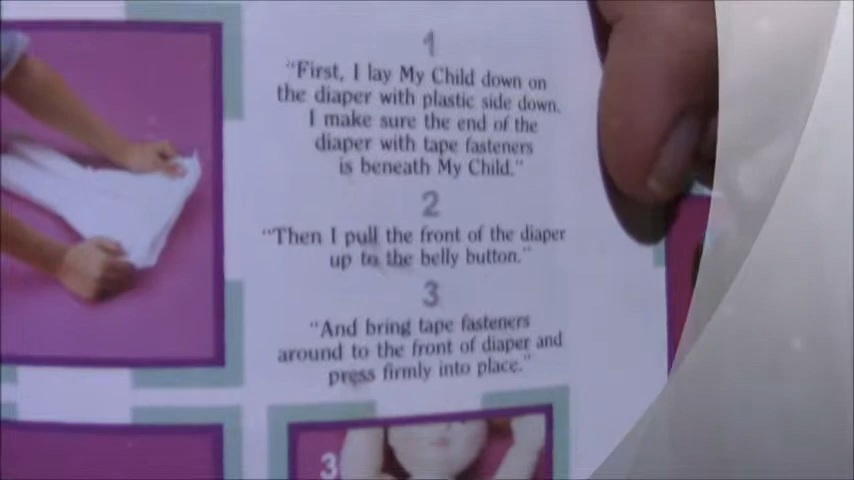 1
"First, I lay My Child down on
the diaper with plastic side down.
I make sure the end of the
diaper with tape fasteners
is beneath My Child."
2
"Then I pull the front of the diaper
up to the belly button."
3
"And bring tape fasteners
around to the front of diaper and
press firmly into place."
3